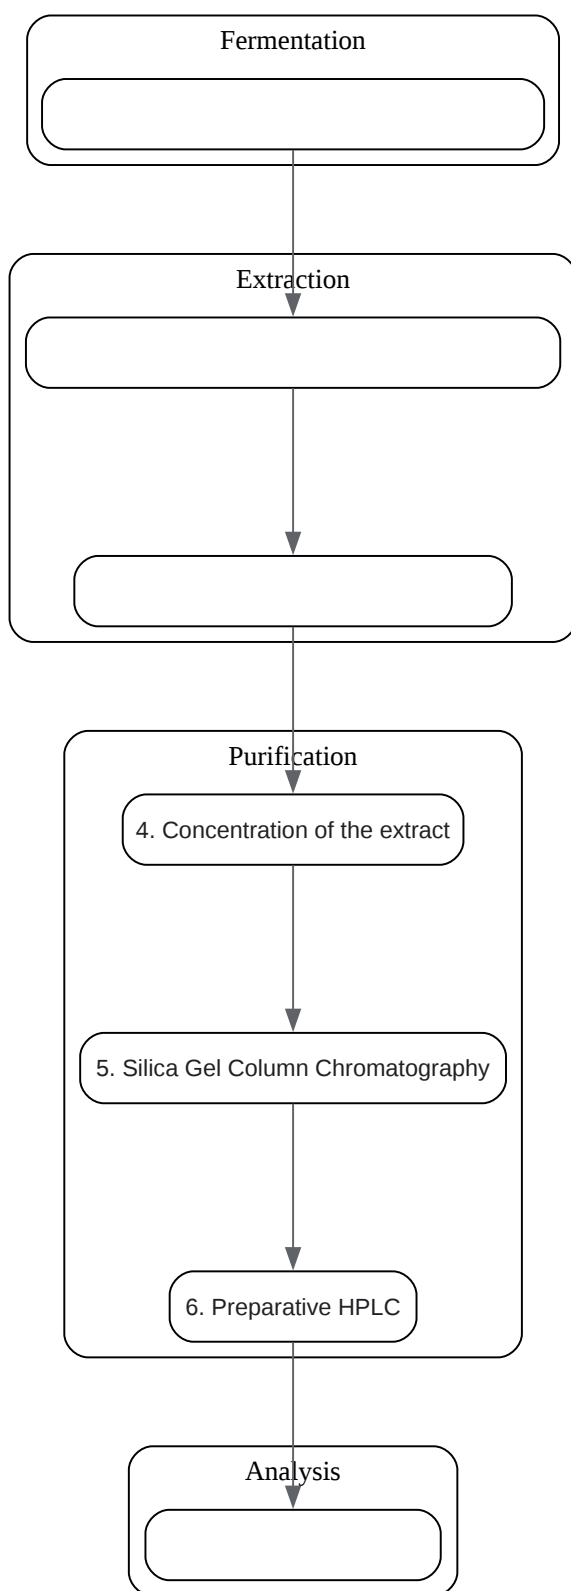 Fermentation
Extraction
Purification
4. Concentration of the extract
5. Silica Gel Column Chromatography
6. Preparative HPLC
Analysis